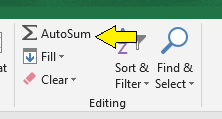 AutoSum
Fill
Clear
Sort &
Filter
Find &
Select
Editing